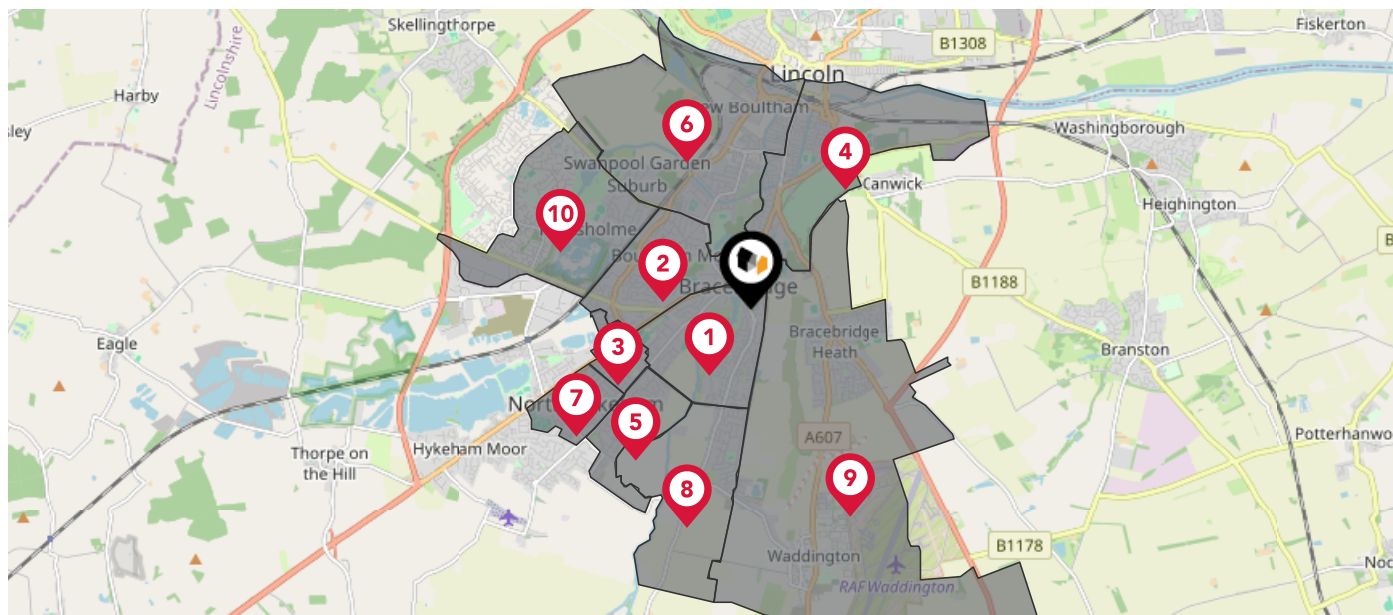 Skellingthorpe
Fiskerton
B1308
Lincoln
Lincolnshire
Harby
New Boultham
6
Washingborough
sley
4
Swanpool Garden
Suburb
Canwick
Heighington
10
2
B
Bracebridge
B1188
1
Bracebridge
Heath
Eagle
3
Branston
7
5
A607
Potterhanwo
Hykeham Moor
Thorpe on
the Hill
9
8
B1178
Waddington
RAF Waddington
Noc